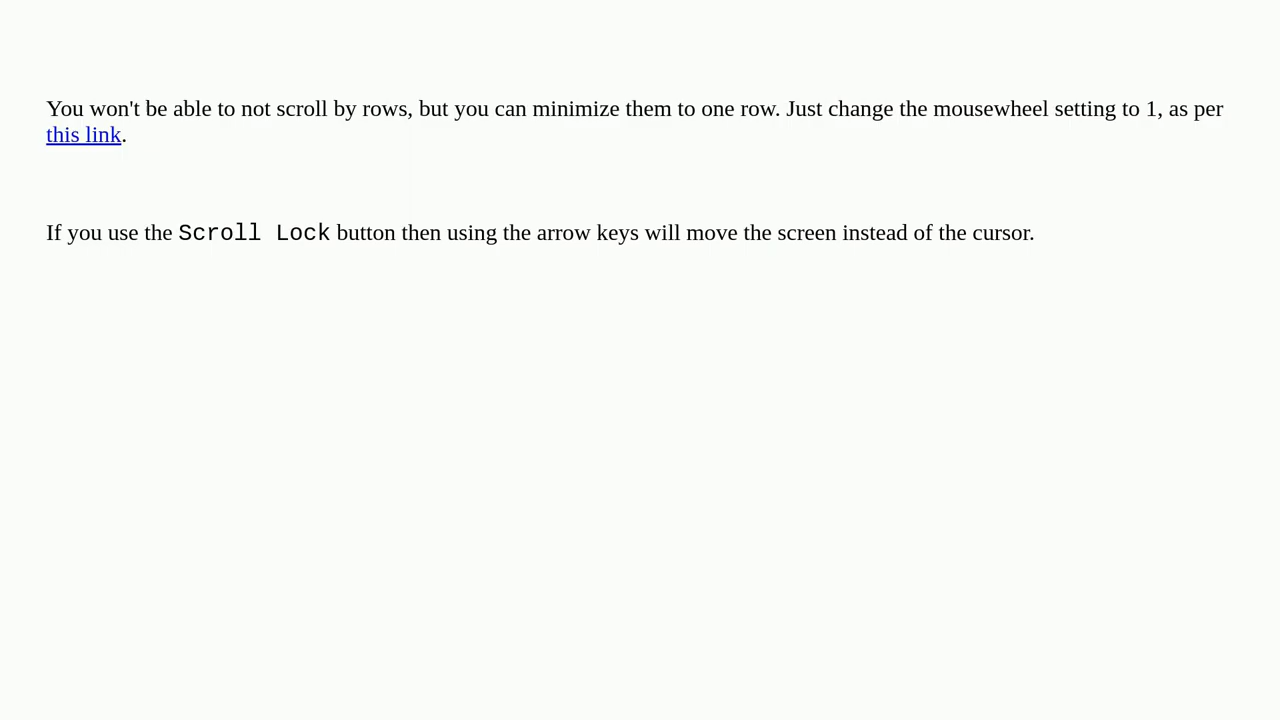 You won't be able to not scroll by rows, but you can minimize them to one row. Just change the mousewheel setting to 1, as per
this link.
If you use the Scroll Lock button then using the arrow keys will move the screen instead of the cursor.